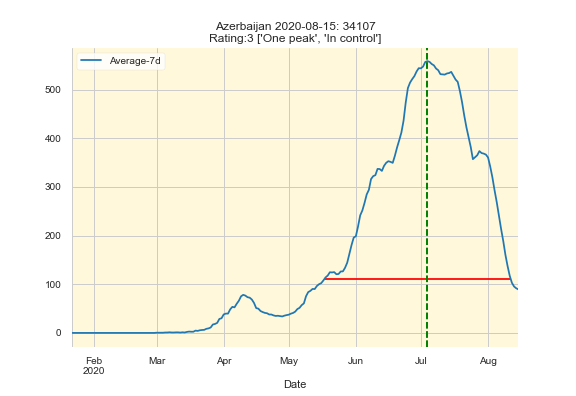 Azerbaijan 2020-08-15: 34107
Rating:3 ['One peak', 'In control']
Average-7d
500
400
300
200
100
0
Feb Mar Apr May Jun Jul Aug
2020
Date